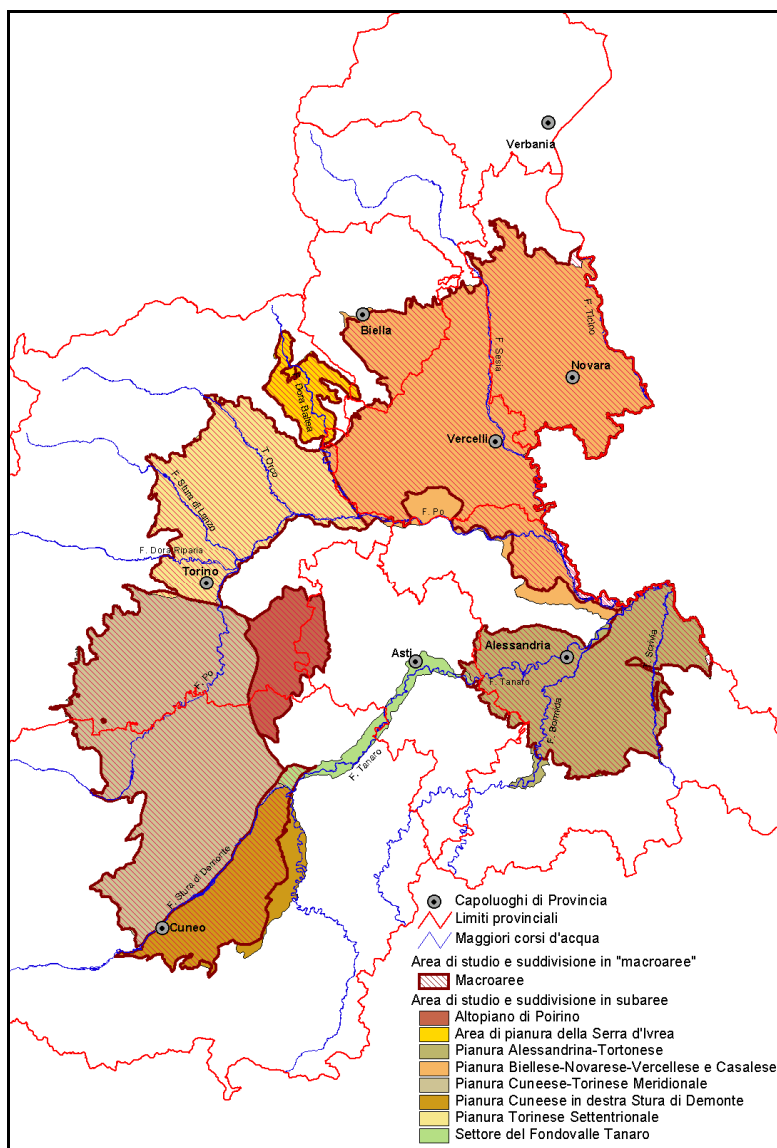 Verbania
F. Ticino
Biella
F. Sesia
Novara
Dora Baltea
Vercelli
T. Orco
F. Stura di Lanzo
F. Po
F. Dora Riparia
Torino
Asti
Alessandria
Scrivia
F. Po
F. Tanaro
F. Bormida
F. Tanaro
F. Stura di Demonte
Cuneo
Capoluoghi di Provincia
Limiti provinciali
Maggiori corsi d'acqua
Area di studio e suddivisione in "macroaree"
Macroaree
Area di studio e suddivisione in subaree
Altopiano di Poirino
Area di pianura della Serra d'Ivrea
Pianura Alessandrina-Tortonese
Pianura Biellese-Novarese-Vercellese e Casalese
Pianura Cuneese-Torinese Meridionale
Pianura Cuneese in destra Stura di Demonte
Pianura Torinese Settentrionale
Settore del Fondovalle Tanaro